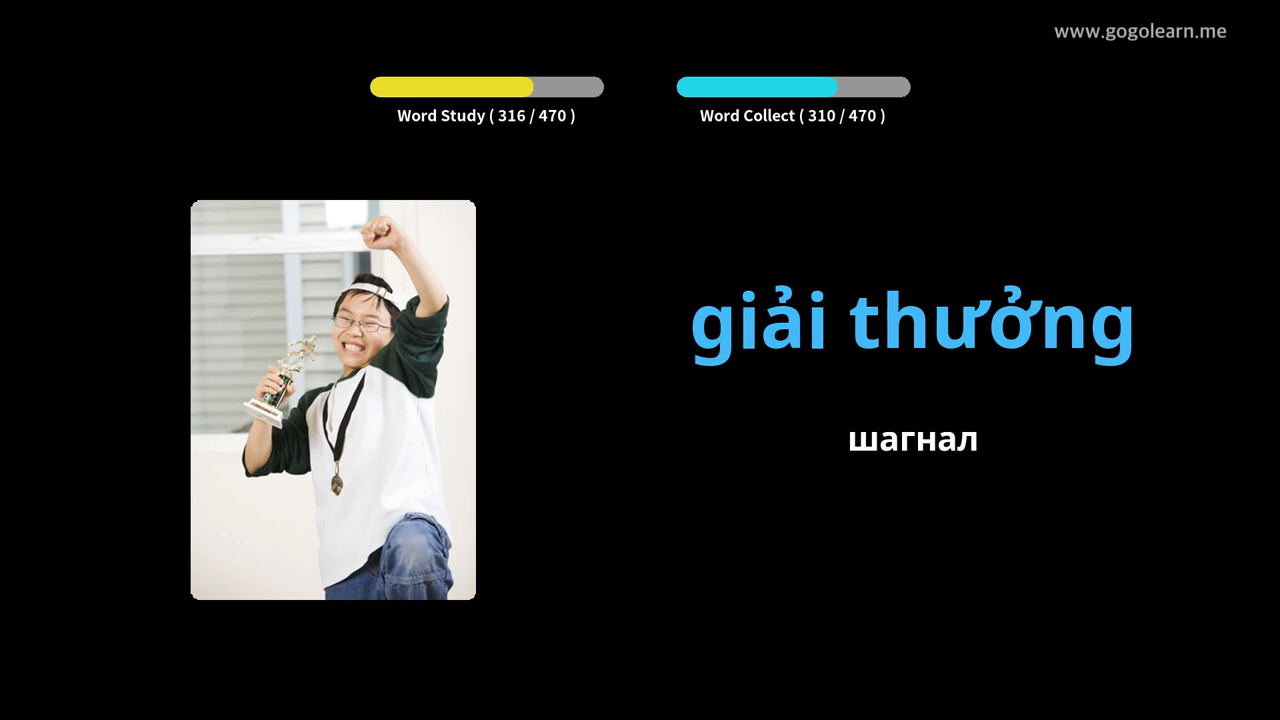 www.gogolearn.me
Word Study ( 316 / 470 )
Word Collect ( 310 / 470 )
giải thưởng
шагнал